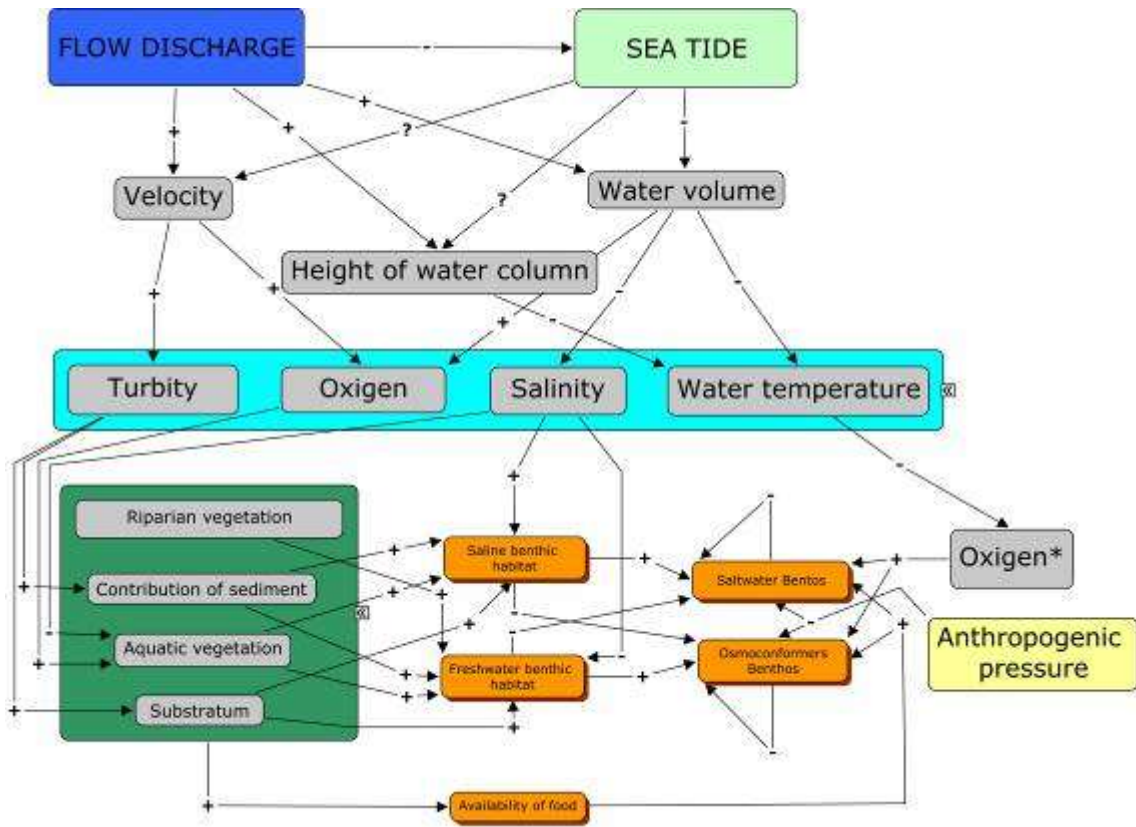 FLOW DISCHARGE
-
SEA TIDE
+
+
+
?
-
?
Velocity
Water volume
Height of water column
+
+
+
-
-
-
Turbity
Oxigen
Salinity
Water temperature
+
-
-
+
+
+
+
-
+
Riparian vegetation
Contribution of sediment
Aquatic vegetation
Substratum
+
+
+
+
+
+
+
+
Saline benthic
habitat
Freshwater benthic
habitat
-
-
-
+
+
-
Saltwater Bentos
Osmoconformers
Benthos
-
-
+
+
Oxigen*
Anthropogenic
pressure
+
Availability of food